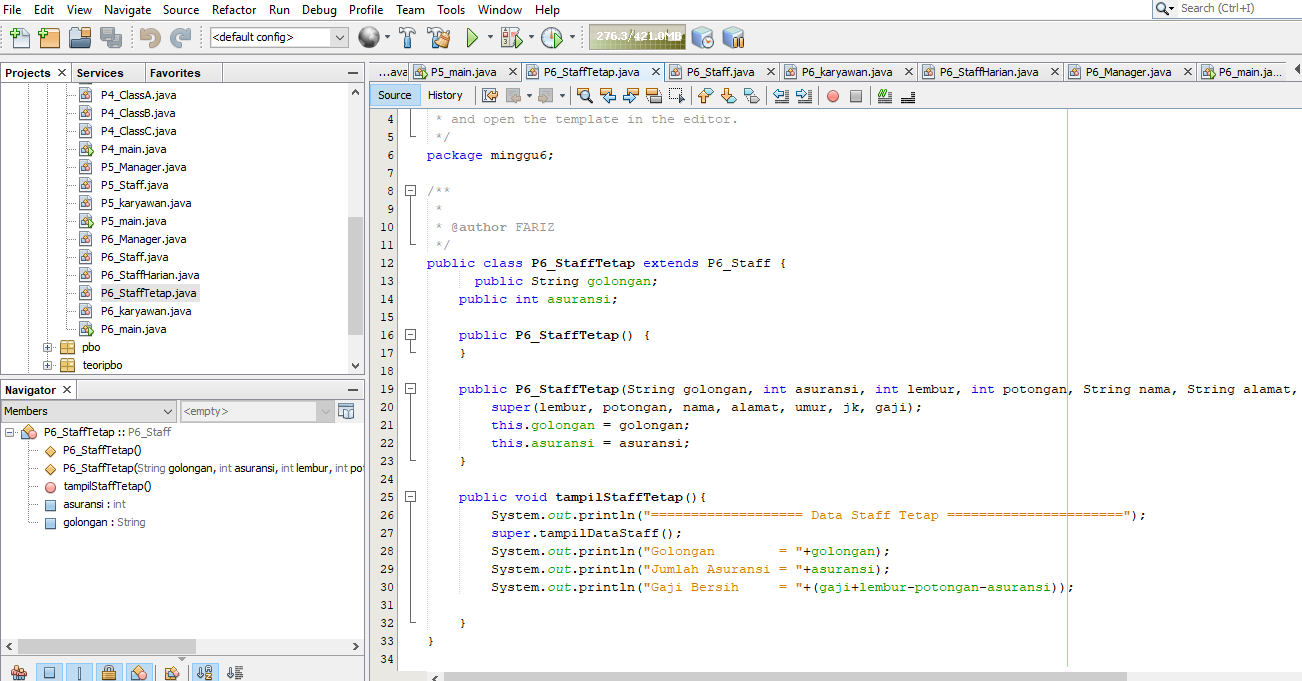 File Edit View Navigate Source Refactor Run Debug Profile Team Tools Window Help
Search (Ctrl+I)
<default config>
276.3/421.0MB
Projects Services Favorites
P4_ClassA.java
P4_ClassB.java
P4_ClassC.java
P4_main.java
P5_Manager.java
P5_Staff.java
P5_karyawan.java
P5_main.java
P6_Manager.java
P6_Staff.java
P6_StaffHarian.java
P6_StaffTetap.java
P6_karyawan.java
P6_main.java
pbo
teoripbo
Navigator
Members
<empty>
P6_StaffTetap :: P6_Staff
P6_StaffTetap()
P6_StaffTetap(String golongan, int asuransi, int lembur, int pot
tampilStaffTetap()
asuransi : int
golongan : String
...ava P5_main.java P6_StaffTetap.java P6_Staff.java P6_karyawan.java P6_StaffHarian.java P6_Manager.java P6_main.ja...
Source History
4 * and open the template in the editor.
5 */
6 package minggu6;
7
8 /**
9 *
10 * @author FARIZ
11 */
12 public class P6_StaffTetap extends P6_Staff {
13 public String golongan;
14 public int asuransi;
15
16 public P6_StaffTetap() {
17 }
18
19 public P6_StaffTetap(String golongan, int asuransi, int lembur, int potongan, String nama, String alamat,
20 super(lembur, potongan, nama, alamat, umur, jk, gaji);
21 this.golongan = golongan;
22 this.asuransi = asuransi;
23 }
24
25 public void tampilStaffTetap(){
26 System.out.println("=================== Data Staff Tetap ======================");
27 super.tampilDataStaff();
28 System.out.println("Golongan        = "+golongan);
29 System.out.println("Jumlah Asuransi = "+asuransi);
30 System.out.println("Gaji Bersih     = "+(gaji+lembur-potongan-asuransi));
31
32 }
33 }
34